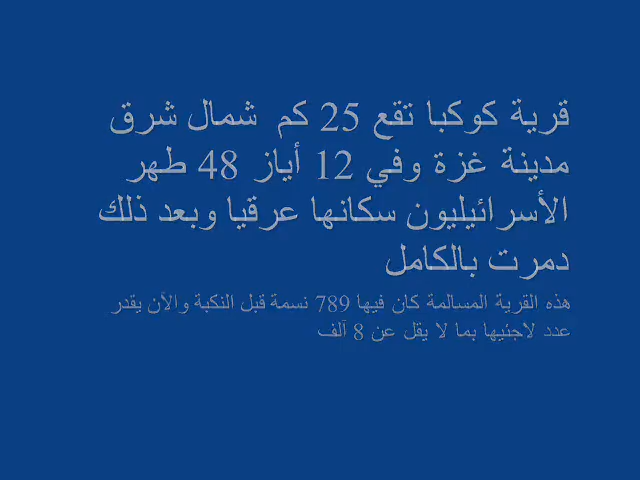 قرية كوكبا تقع 25 كم شمال شرق
مدينة غزة وفي 12 أياز 48 طهر
الأسرائيليون سكانها عرقيا وبعد ذلك
دمرت بالكامل
هذه القرية المسالمة كان فيها 789 نسمة قبل النكبة والآن يقدر
عدد لاجئيها بما لا يقل عن 8 آلف